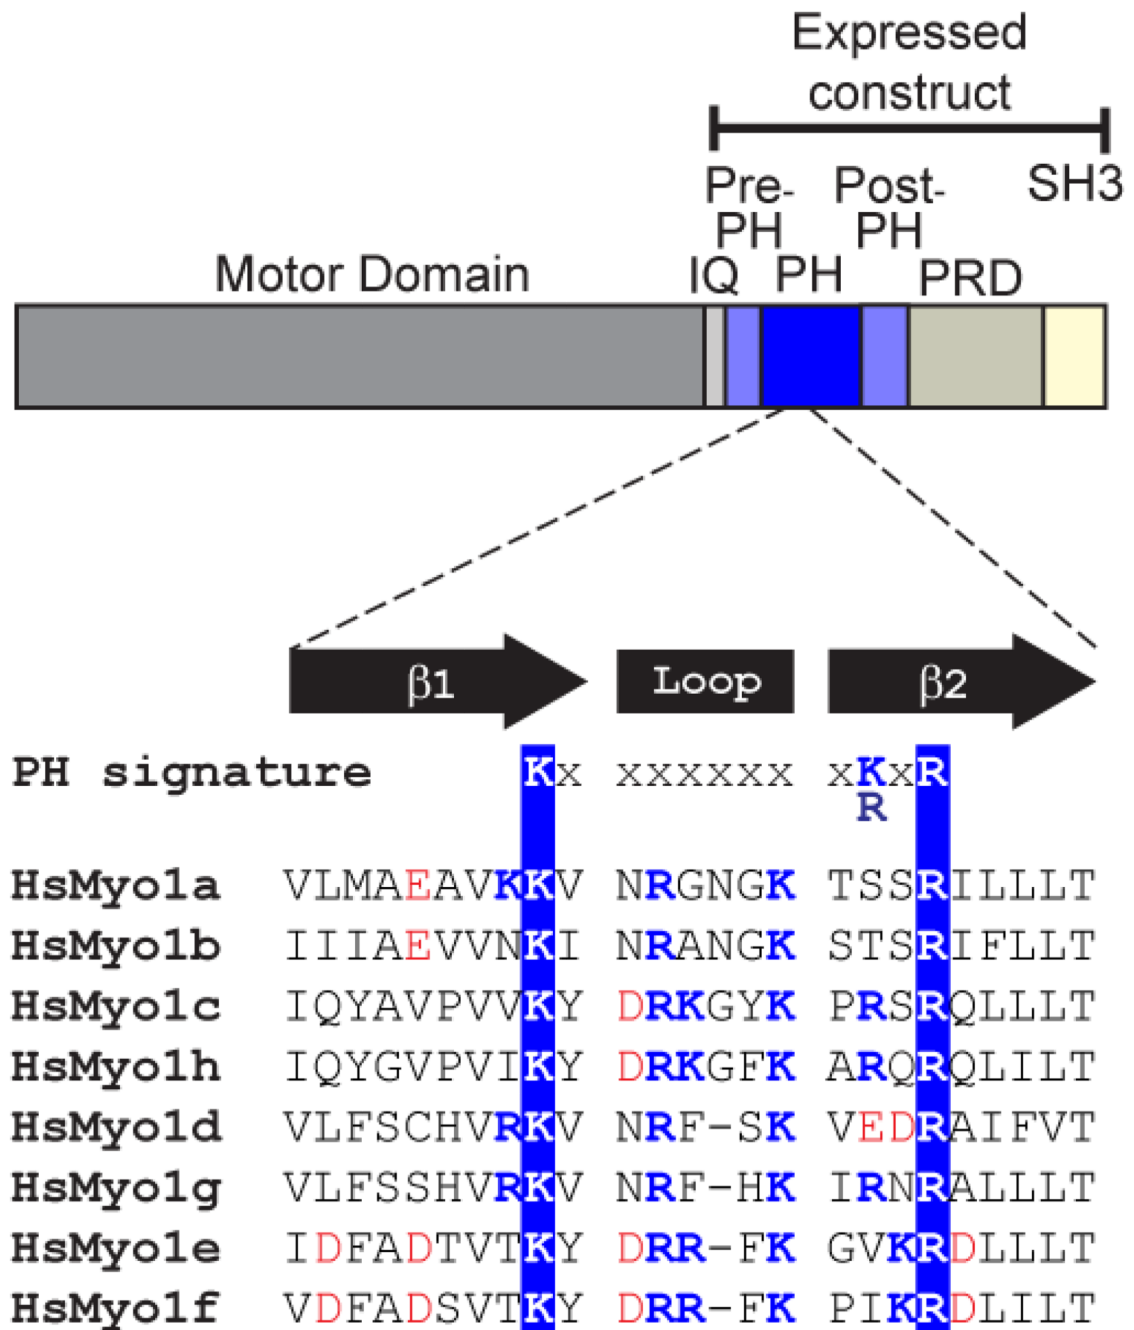 Expressed
construct
Pre- Post- SH3
PH PH
Motor Domain IQ PH PRD
β1 Loop β2
PH signature Kx xxxxxx xKxR
R
HsMyo1a VLMAEAVKKV NRGNGK TSSRILLLT
HsMyo1b IIIAEVVNKI NRANGK STSRIFLLT
HsMyo1c IQYAVPVVKY DRKGYK PRSRQLLLT
HsMyo1h IQYGVPVIKY DRKGFK ARQRQLILT
HsMyo1d VLFSCHVRKV NRF-SK VEDRAIFVT
HsMyo1g VLFSSHVRKV NRF-HK IRNRALLLT
HsMyo1e IDFADTVTKY DRR-FK GVKRDLLLT
HsMyo1f VDFADSVTKY DRR-FK PIKRDLILT